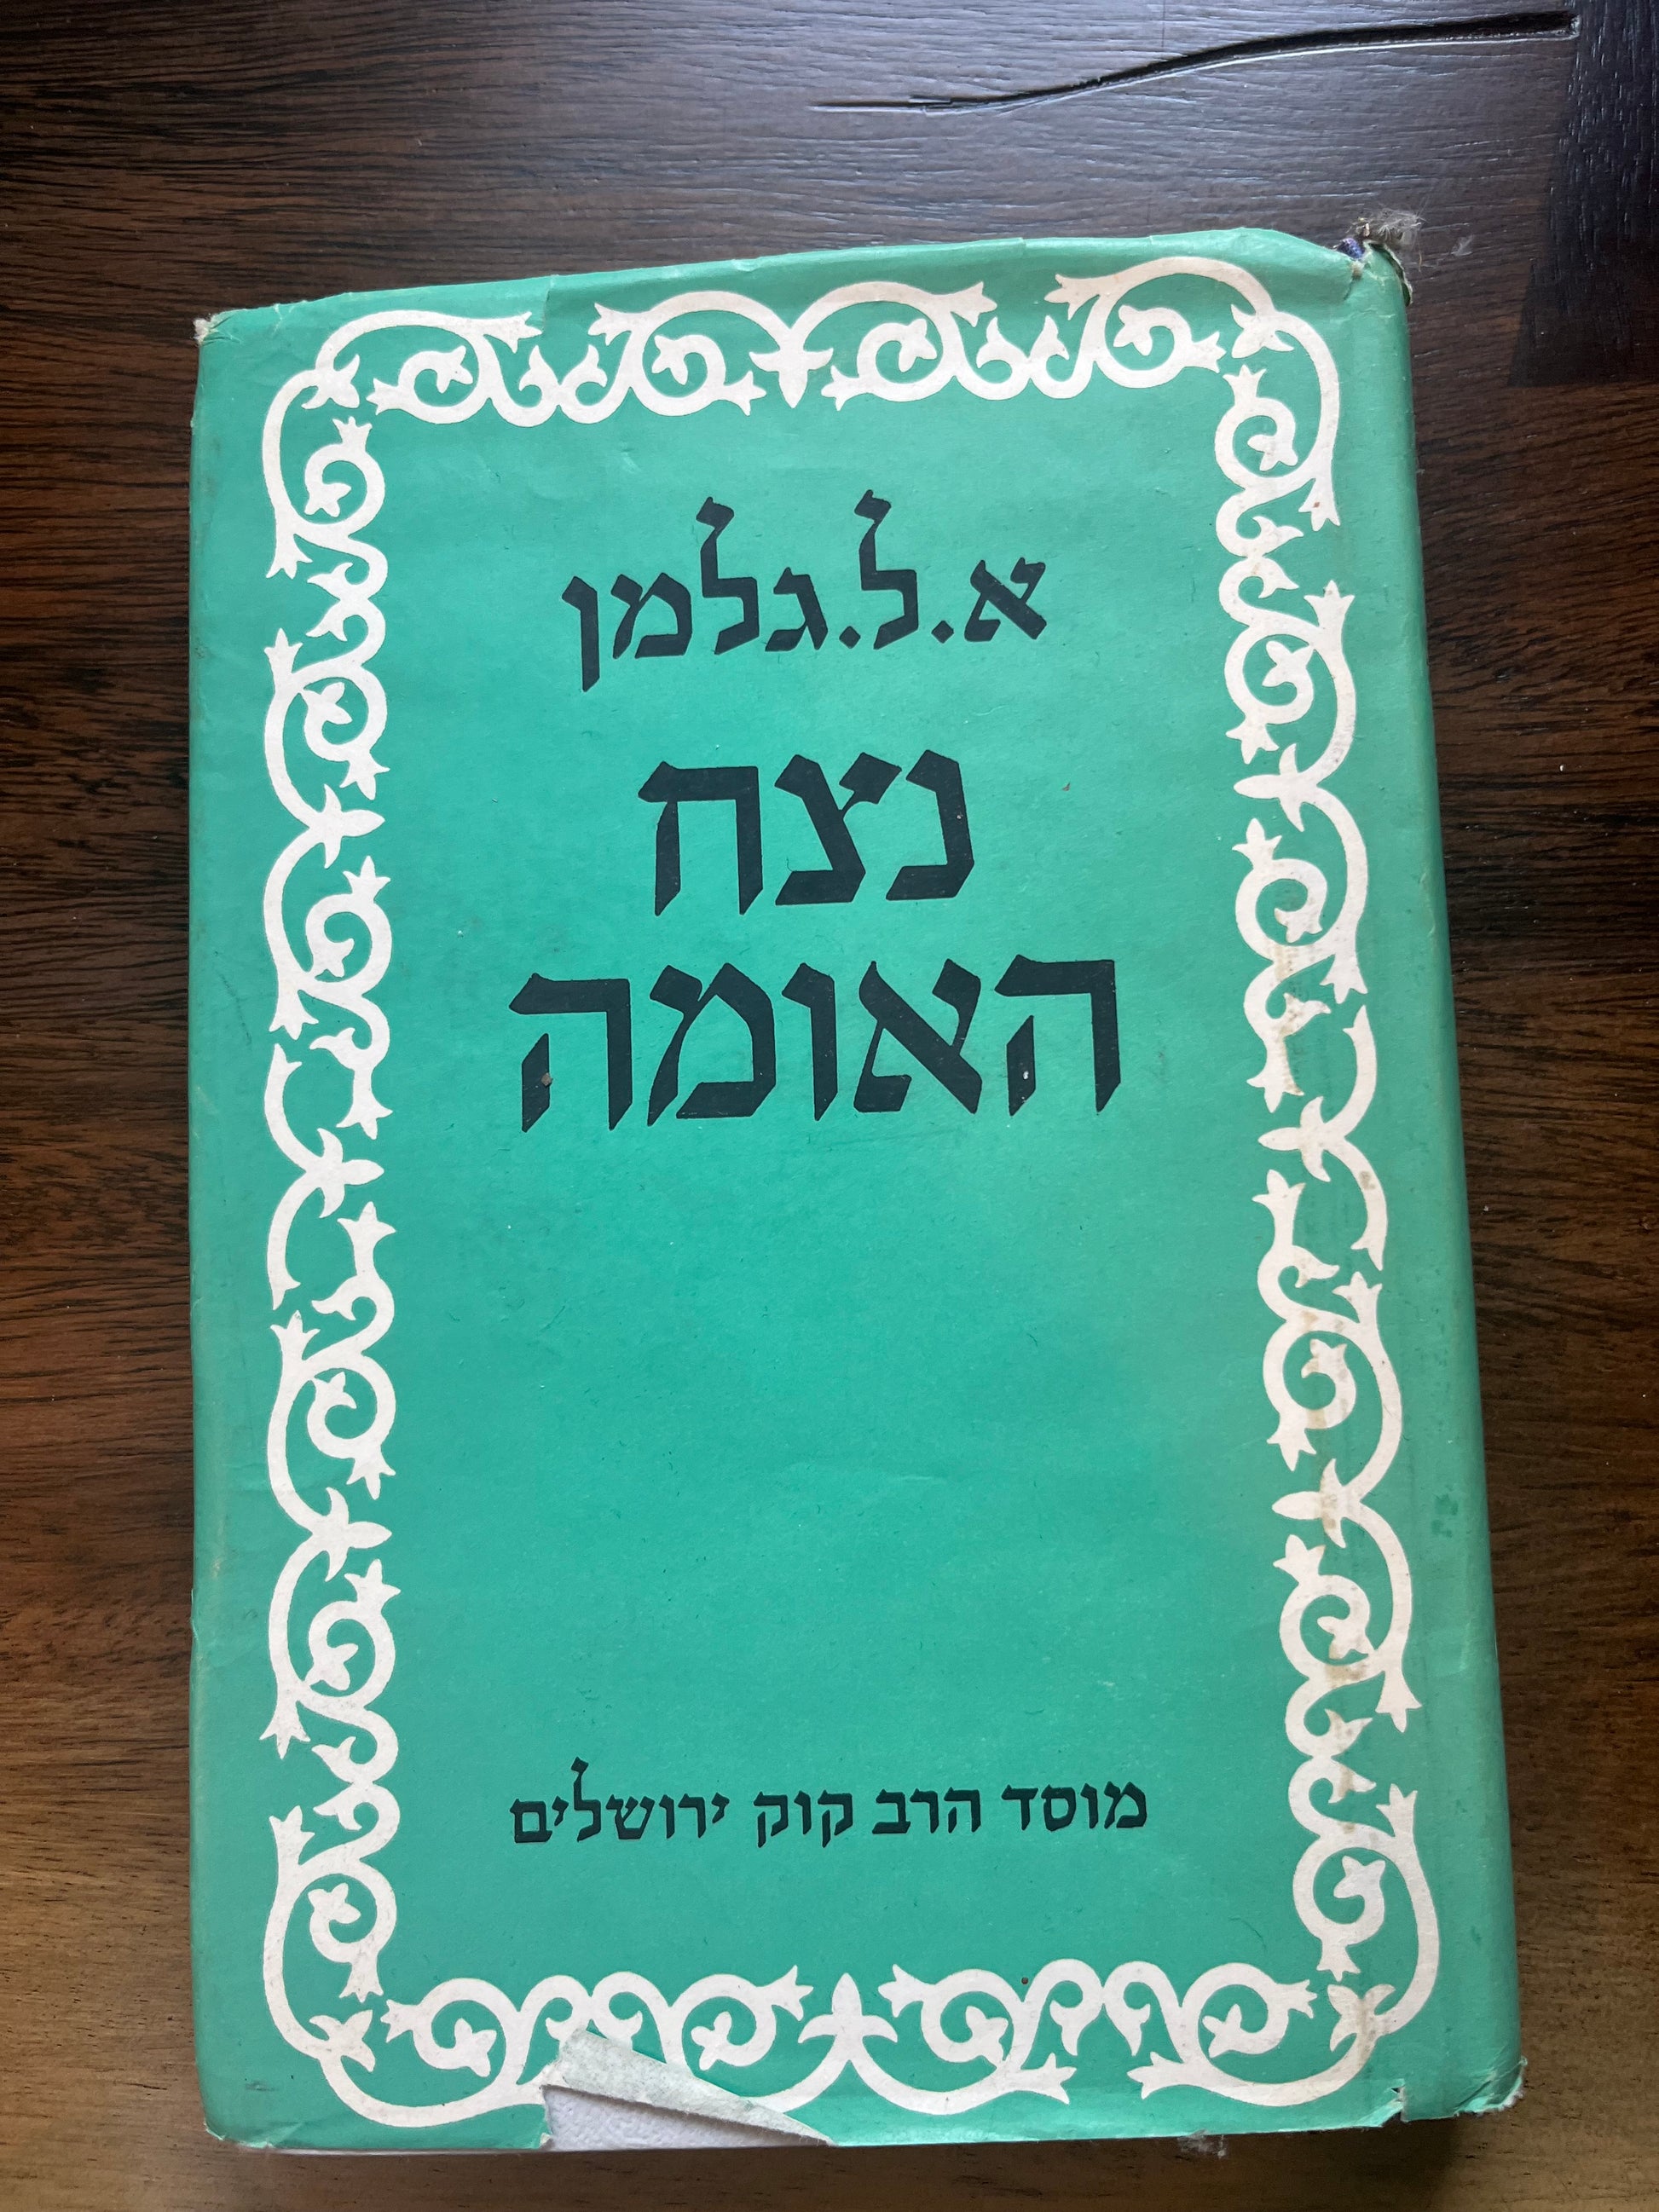 א.ל.גלמן
נצח
האומה
מוסד הרב קוק ירושלים